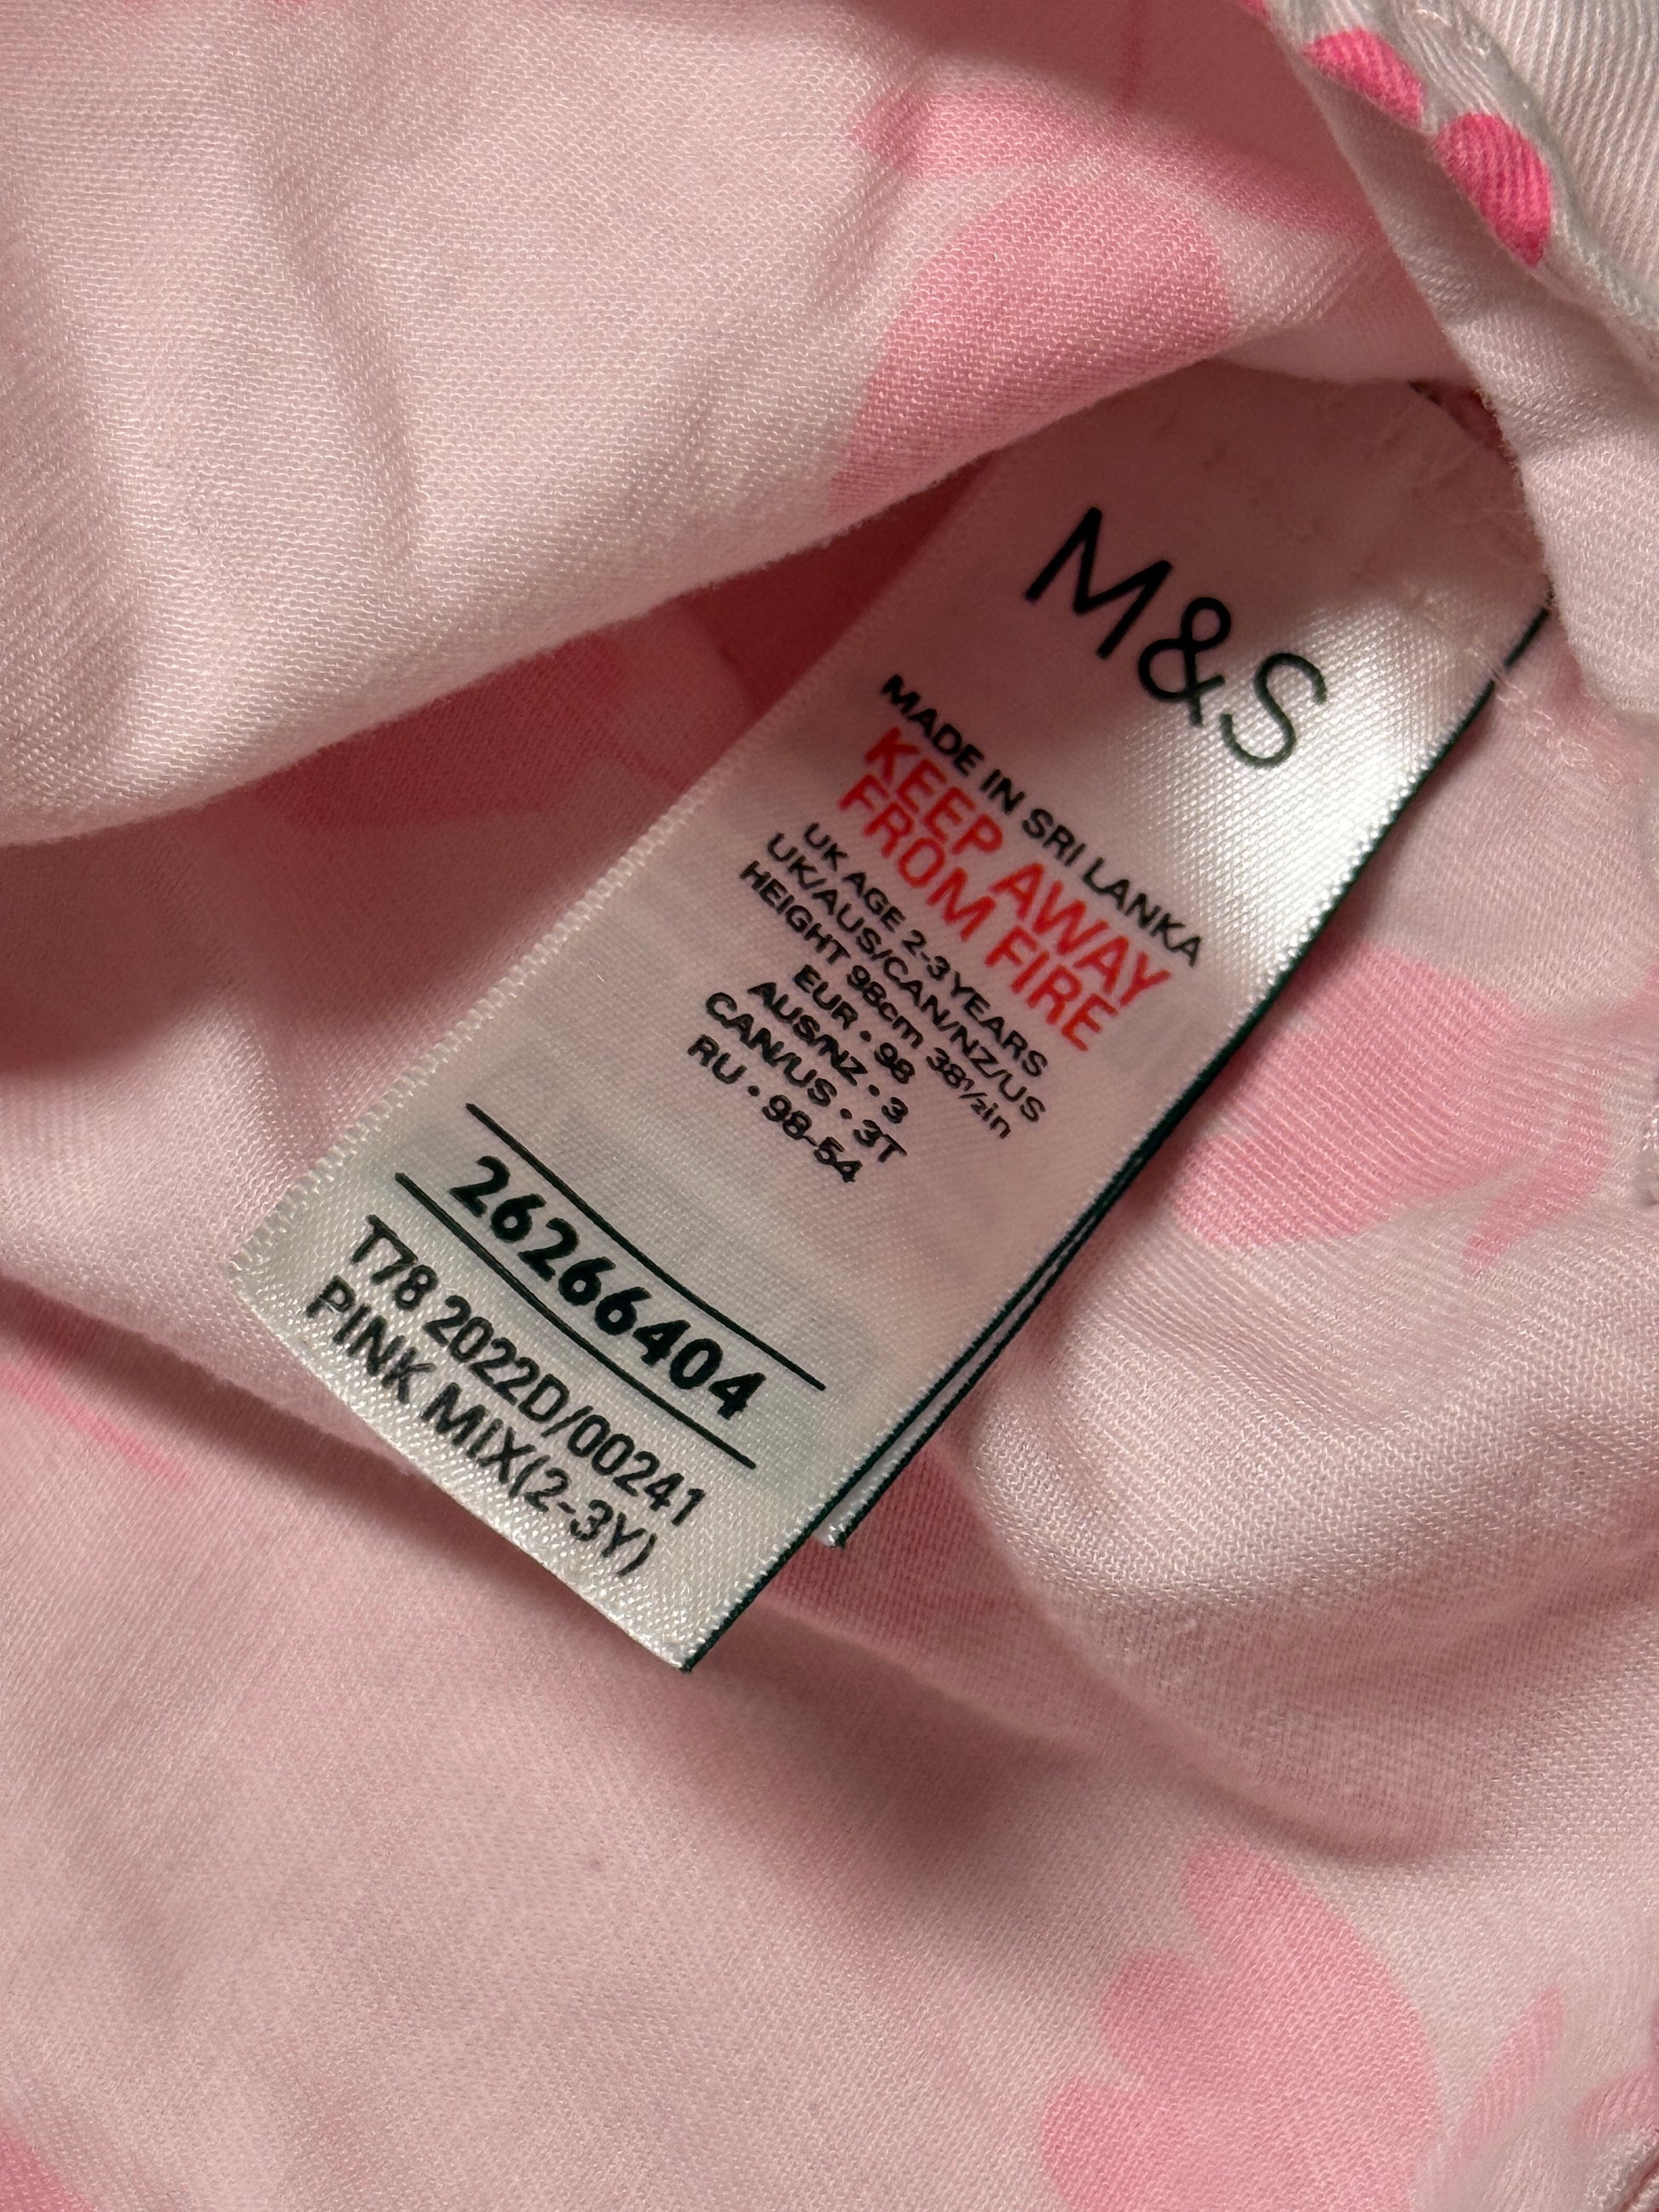 M&S
MADE IN SRI LANKA
KEEP AWAY
FROM FIRE
UK AGE 2-3 YEARS
UK/AUS/CAN/NZ/US
HEIGHT 98cm 38½in
EUR • 98
AUS/NZ • 3
CAN/US • 3T
RU • 98-54
26266404
T78 2022D/00241
PINK MIX(2-3Y)